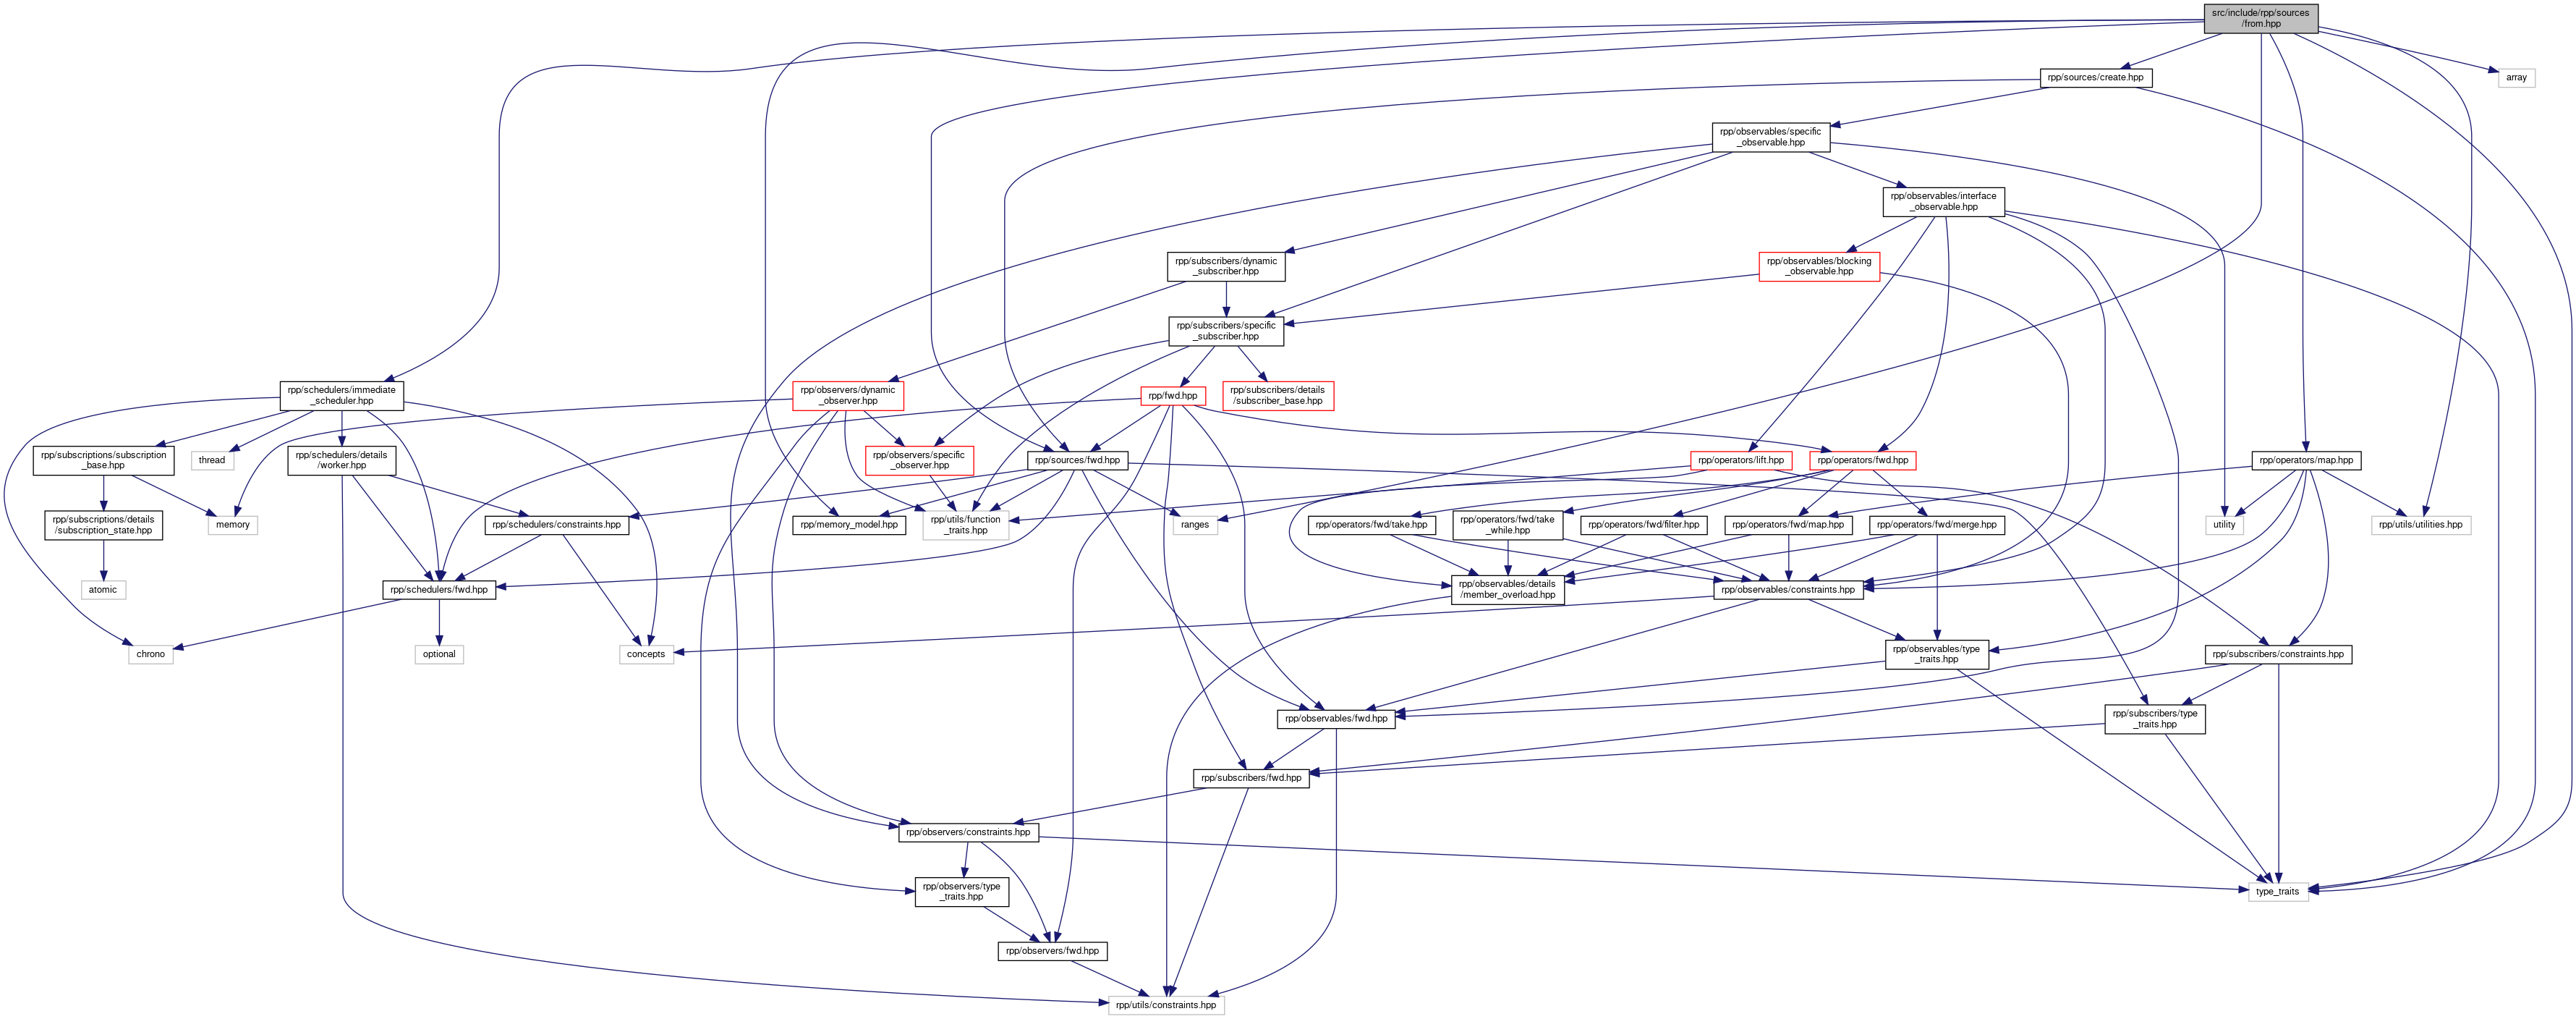 src/include/rpp/sources
/from.hpp
rpp/sources/create.hpp
array
rpp/observables/specific
_observable.hpp
rpp/observables/interface
_observable.hpp
rpp/subscribers/dynamic
_subscriber.hpp
rpp/observables/blocking
_observable.hpp
rpp/subscribers/specific
_subscriber.hpp
rpp/schedulers/immediate
_scheduler.hpp
rpp/observers/dynamic
_observer.hpp
rpp/fwd.hpp
rpp/subscribers/details
/subscriber_base.hpp
rpp/subscriptions/subscription
_base.hpp
thread
rpp/schedulers/details
/worker.hpp
rpp/observers/specific
_observer.hpp
rpp/sources/fwd.hpp
rpp/operators/lift.hpp
rpp/operators/fwd.hpp
rpp/operators/map.hpp
rpp/subscriptions/details
/subscription_state.hpp
memory
rpp/schedulers/constraints.hpp
rpp/memory_model.hpp
rpp/utils/function
_traits.hpp
ranges
rpp/operators/fwd/take.hpp
rpp/operators/fwd/take
_while.hpp
rpp/operators/fwd/filter.hpp
rpp/operators/fwd/map.hpp
rpp/operators/fwd/merge.hpp
utility
rpp/utils/utilities.hpp
atomic
rpp/schedulers/fwd.hpp
rpp/observables/details
/member_overload.hpp
rpp/observables/constraints.hpp
chrono
optional
concepts
rpp/observables/type
_traits.hpp
rpp/subscribers/constraints.hpp
rpp/observables/fwd.hpp
rpp/subscribers/type
_traits.hpp
rpp/subscribers/fwd.hpp
rpp/observers/constraints.hpp
rpp/observers/type
_traits.hpp
type_traits
rpp/observers/fwd.hpp
rpp/utils/constraints.hpp